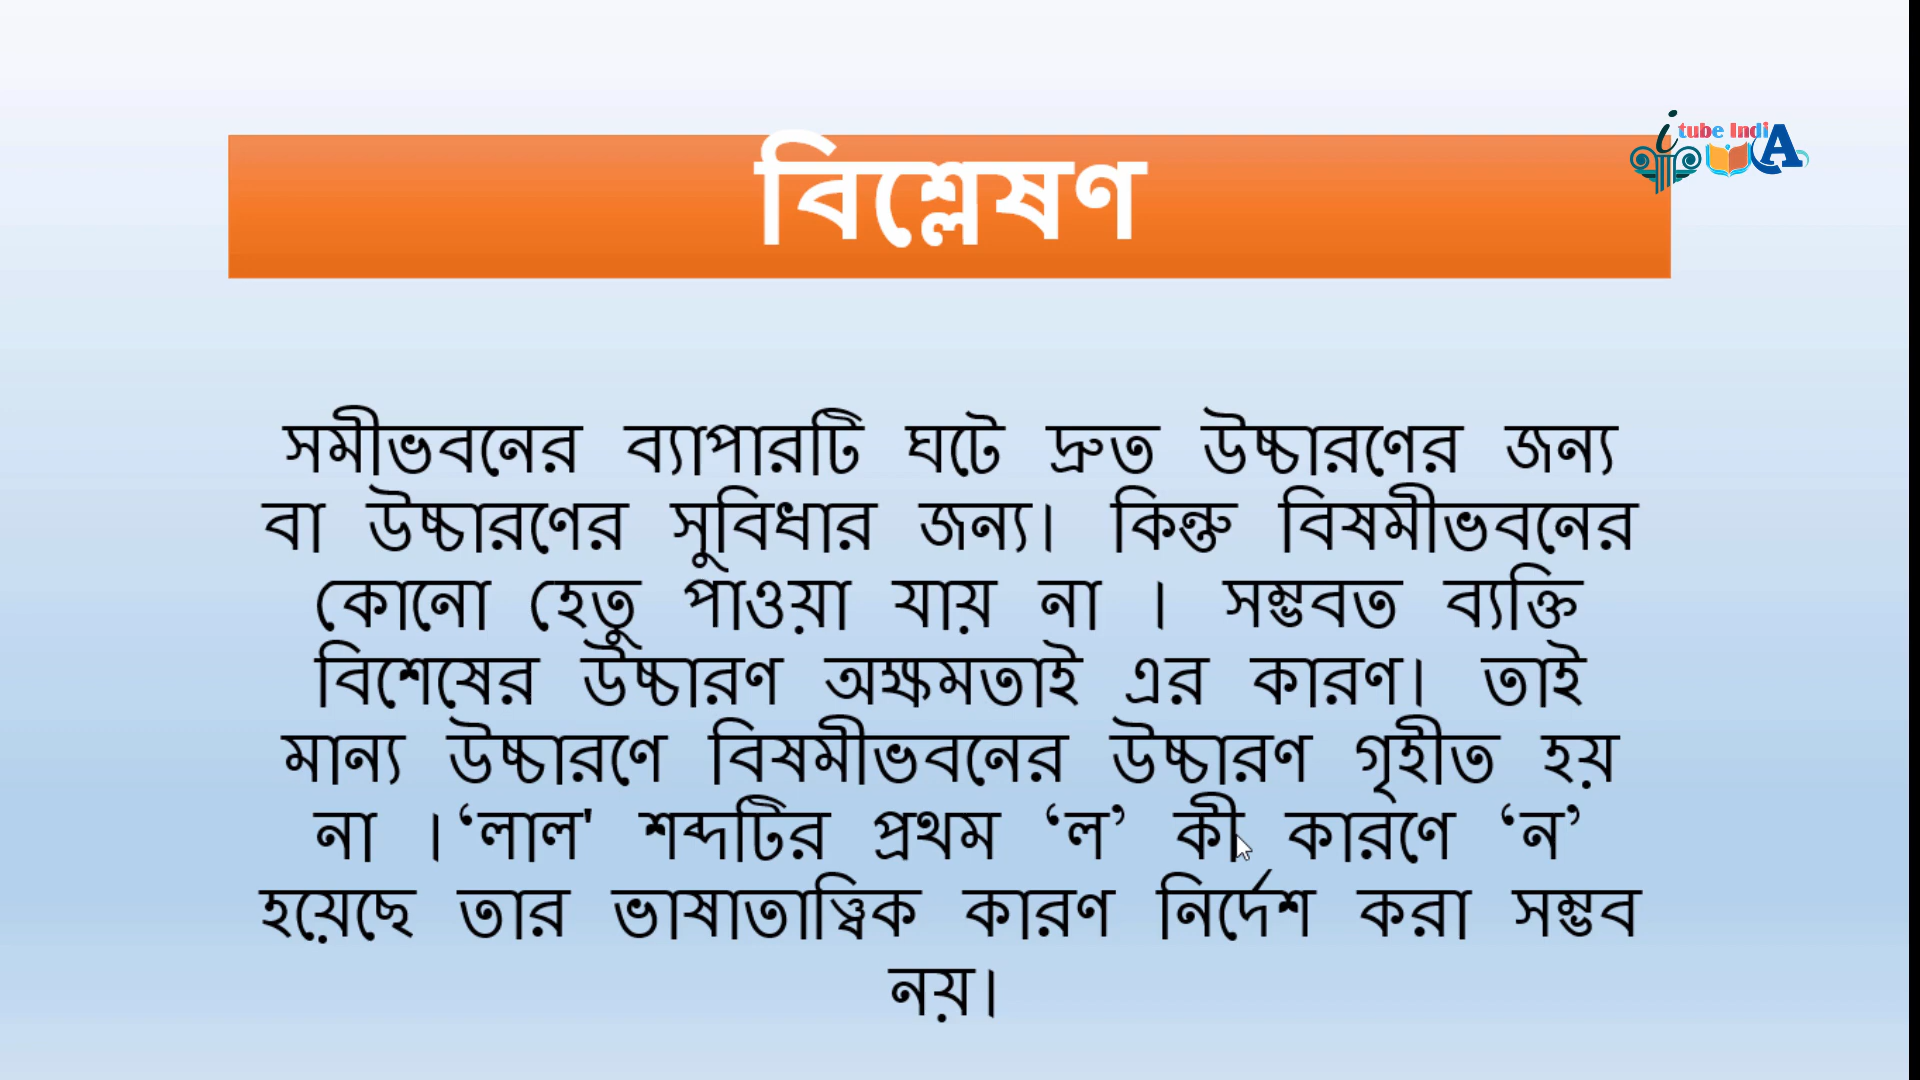 i tube India
বিশ্লেষণ
সমীভবনের ব্যাপারটি ঘটে দ্রুত উচ্চারণের জন্য
বা উচ্চারণের সুবিধার জন্য। কিন্তু বিষমীভবনের
কোনো হেতু পাওয়া যায় না । সম্ভবত ব্যক্তি
বিশেষের উচ্চারণ অক্ষমতাই এর কারণ। তাই
মান্য উচ্চারণে বিষমীভবনের উচ্চারণ গৃহীত হয়
না ।‘লাল' শব্দটির প্রথম ‘ল’ কী কারণে ‘ন’
হয়েছে তার ভাষাতাত্ত্বিক কারণ নির্দেশ করা সম্ভব
নয়।